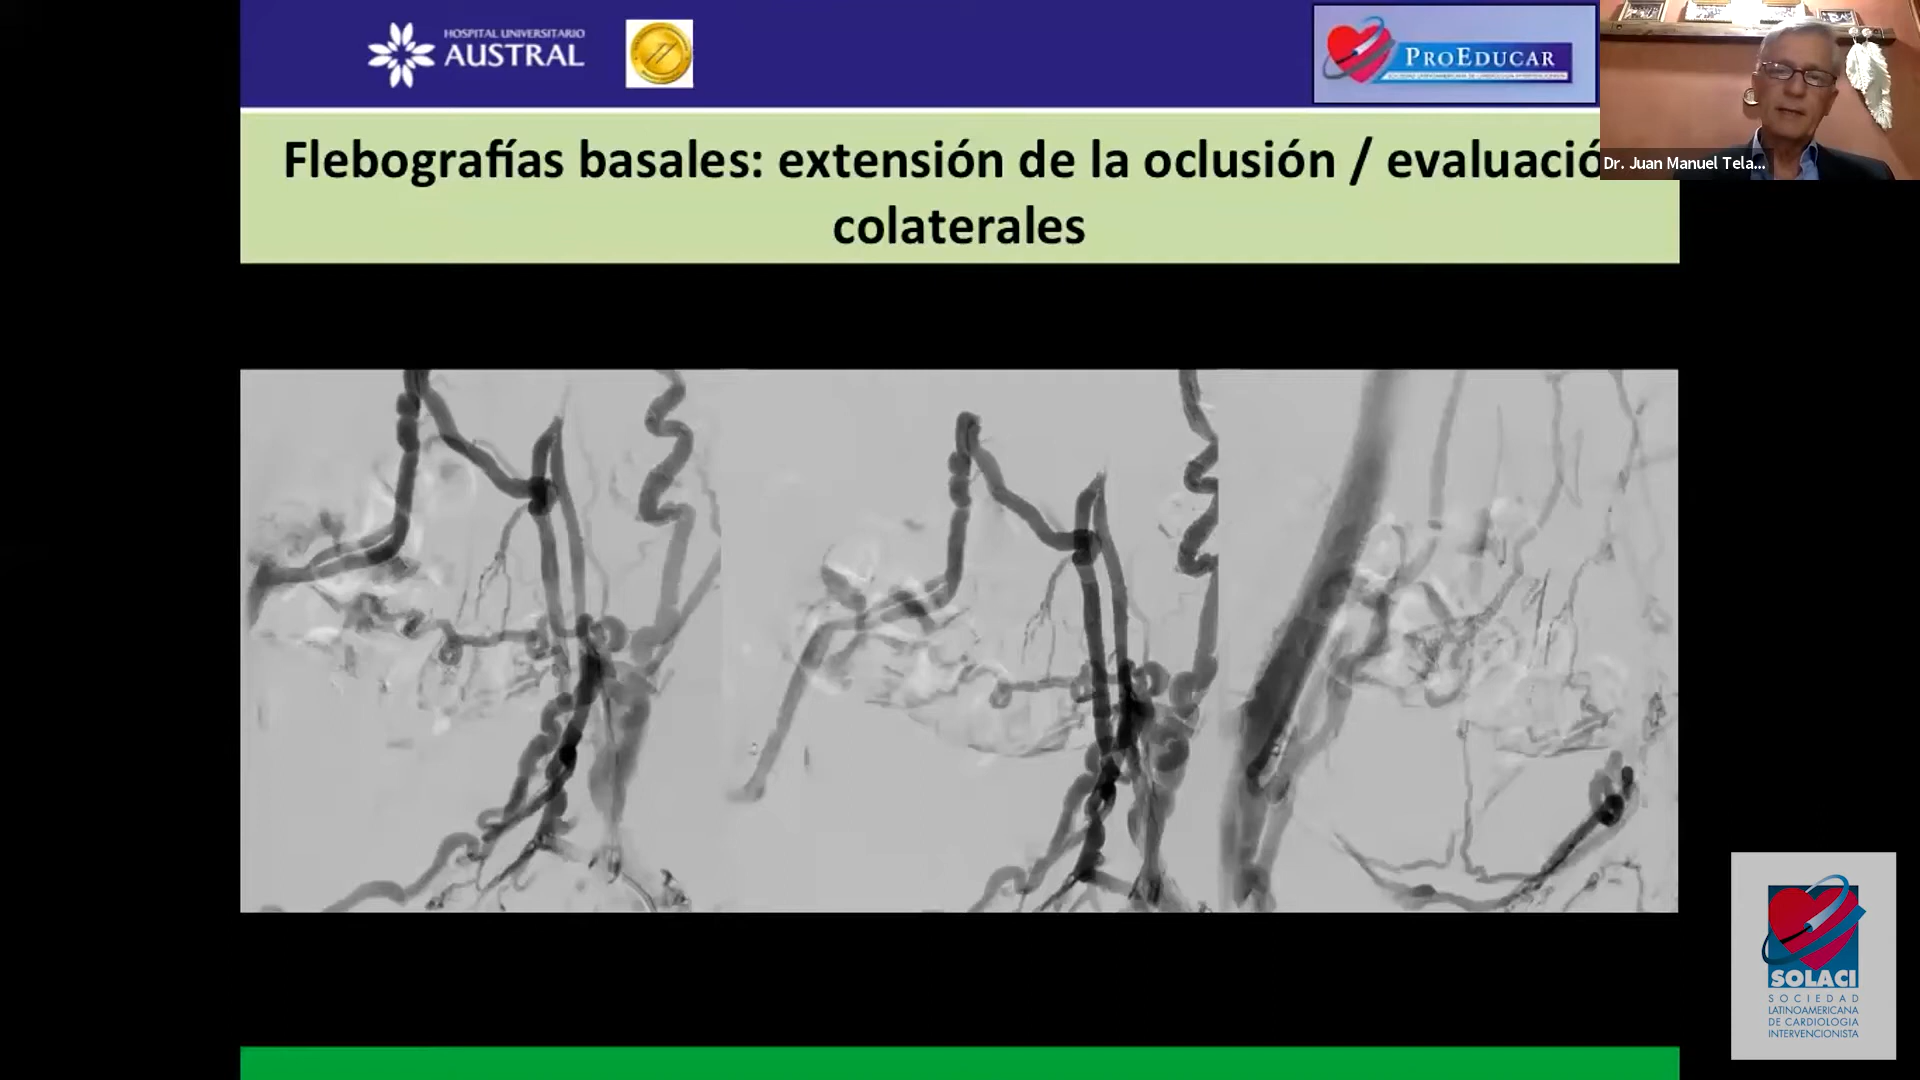 HOSPITAL UNIVERSITARIO
AUSTRAL
PROEDUCAR
Flebografías basales: extensión de la oclusión / evaluació
colaterales
Dr. Juan Manuel Tela...
SOLACI
SOCIEDAD
LATINOAMERICANA
DE CARDIOLOGIA
INTERVENCIONISTA